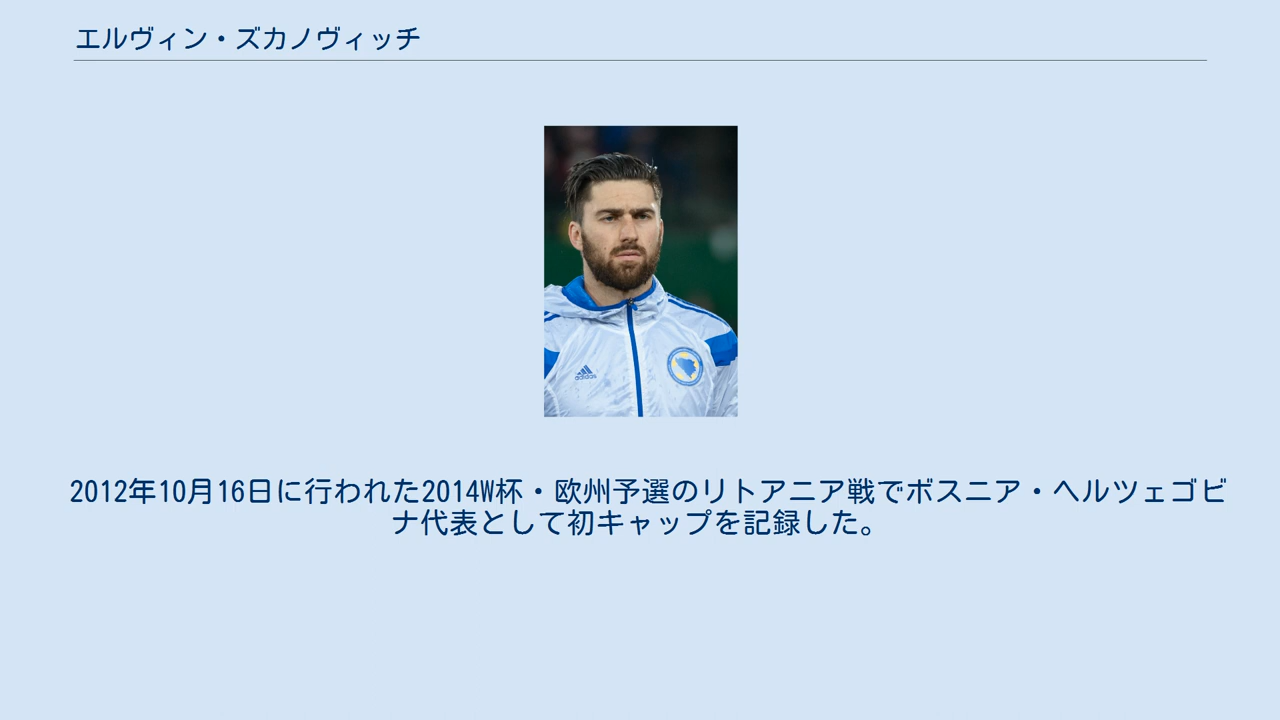 エルヴィン・ズカノヴィッチ
adidas
2012年10月16日に行われた2014W杯・欧州予選のリトアニア戦でボスニア・ヘルツェゴビ
ナ代表として初キャップを記録した。